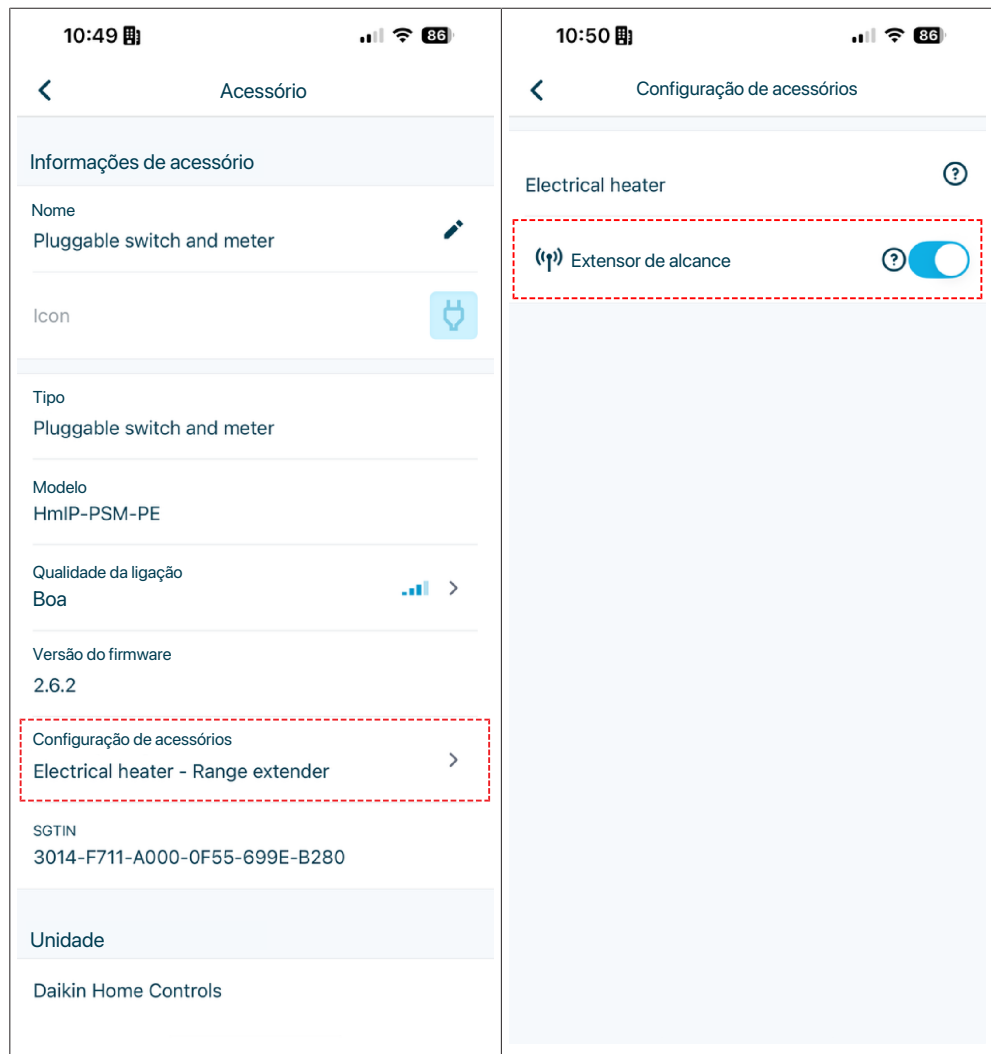 10:49
86
Acessório
Informações de acessório
Nome
Pluggable switch and meter
Icon
Tipo
Pluggable switch and meter
Modelo
HmIP-PSM-PE
Qualidade da ligação
Boa
Versão do firmware
2.6.2
Configuração de acessórios
Electrical heater - Range extender
SGTIN
3014-F711-A000-0F55-699E-B280
Unidade
Daikin Home Controls
10:50
86
Configuração de acessórios
Electrical heater
?
Extensor de alcance
?